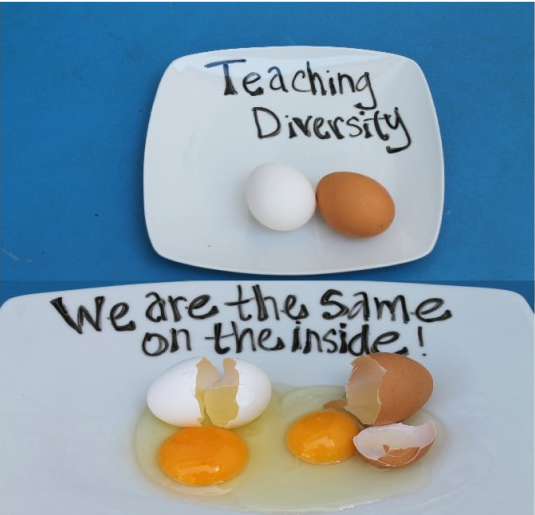 Teaching
Diversity
We are the same
on the inside!